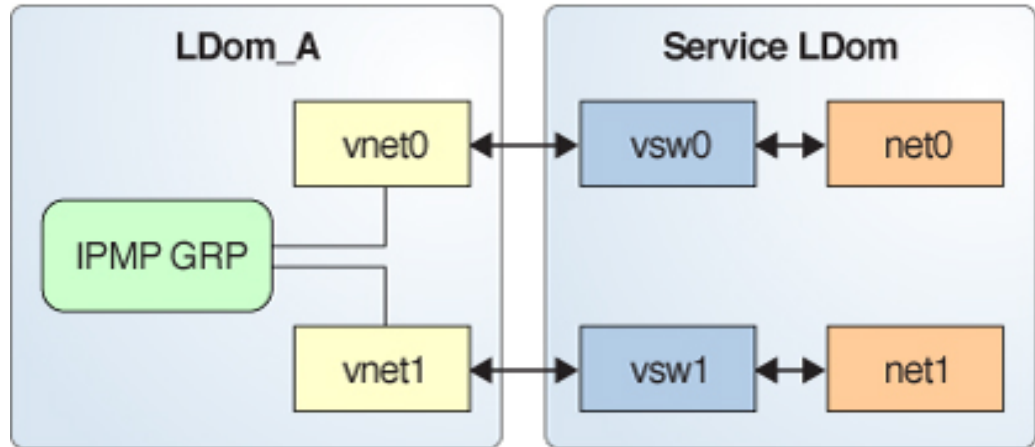 LDom_A
Service LDom
vnet0
vsw0
net0
IPMP GRP
vnet1
vsw1
net1